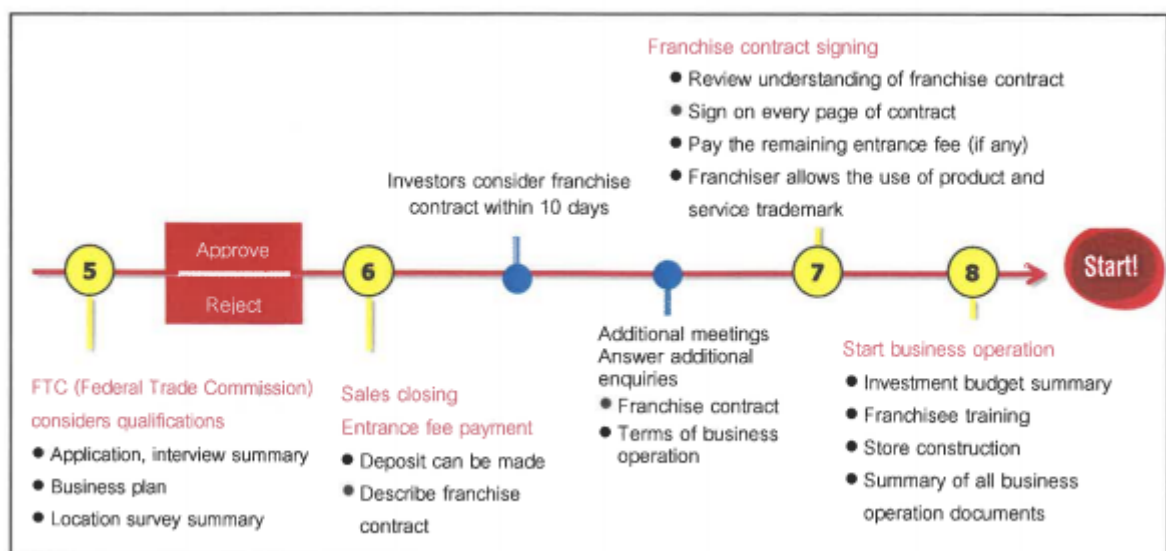 Franchise contract signing
● Review understanding of franchise contract
● Sign on every page of contract
● Pay the remaining entrance fee (if any)
● Franchiser allows the use of product and
service trademark
Investors consider franchise
contract within 10 days
5
Approve
Reject
6
7
8
Start!
FTC (Federal Trade Commission)
considers qualifications
● Application, interview summary
● Business plan
● Location survey summary
Sales closing
Entrance fee payment
● Deposit can be made
● Describe franchise
contract
Additional meetings
Answer additional
enquiries
● Franchise contract
● Terms of business
operation
Start business operation
● Investment budget summary
● Franchisee training
● Store construction
● Summary of all business
operation documents